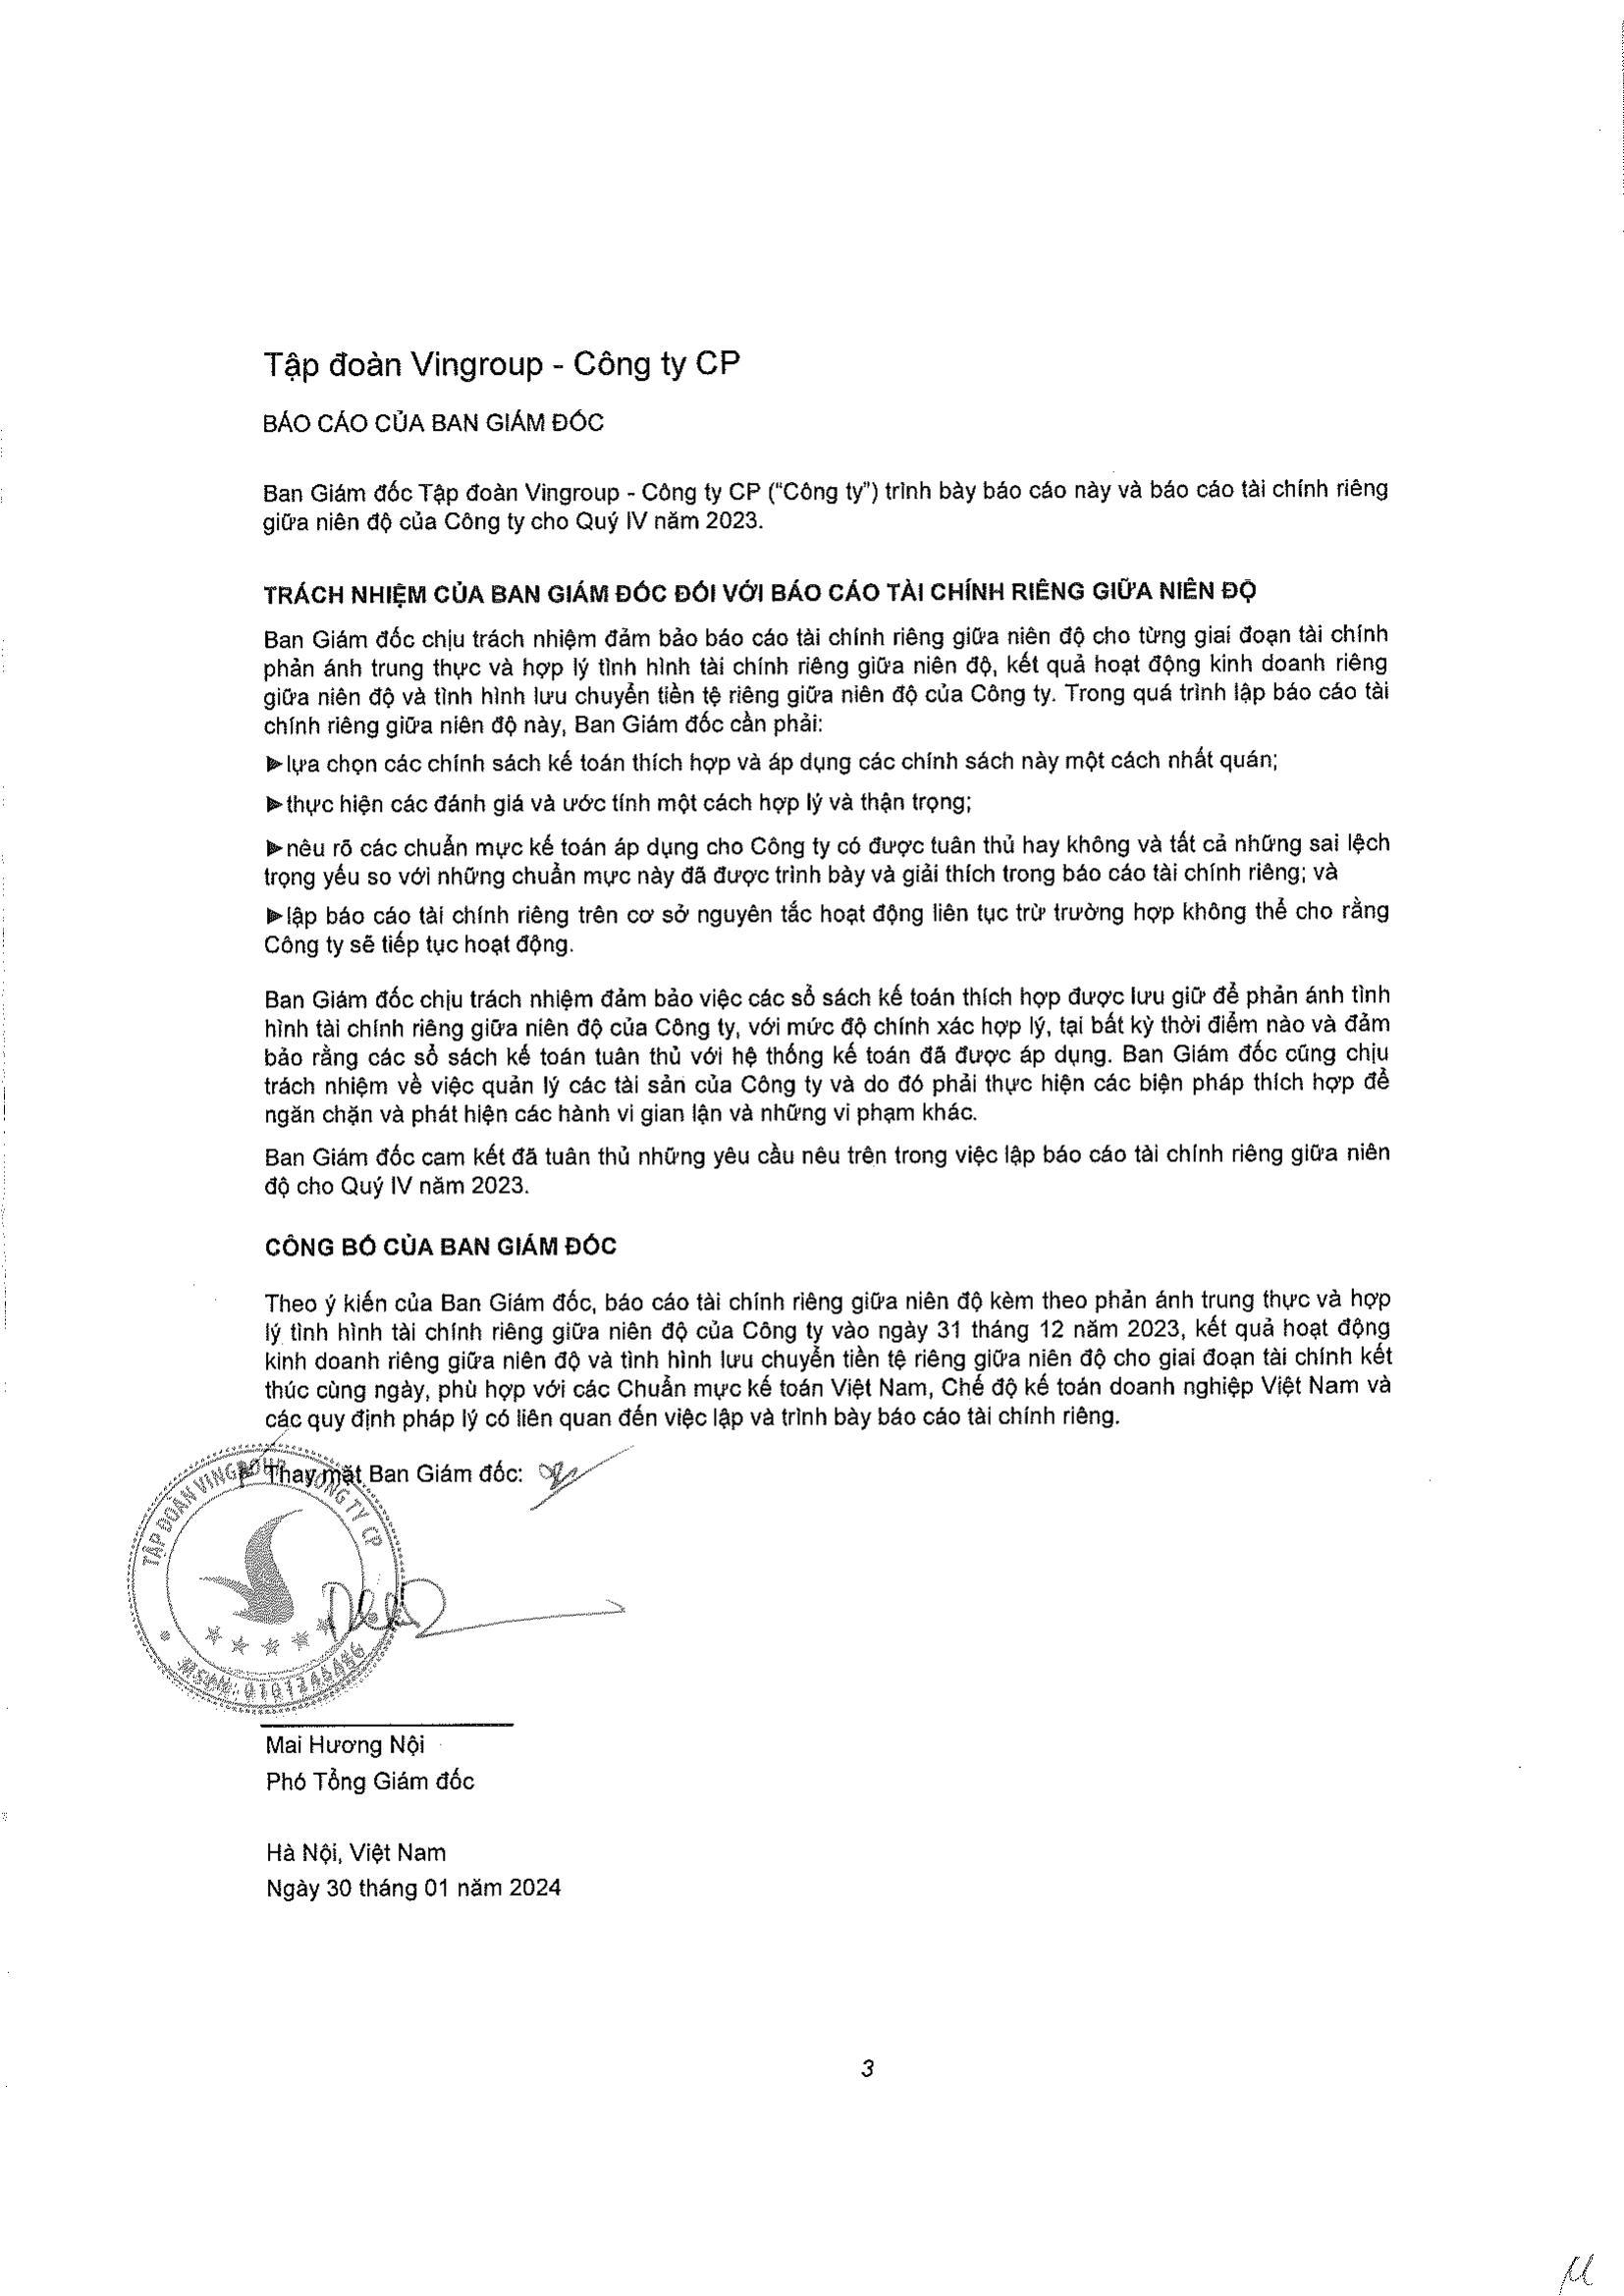 Tập đoàn Vingroup - Công ty CP
BÁO CÁO CỦA BAN GIÁM ĐỐC
Ban Giám đốc Tập đoàn Vingroup - Công ty CP (“Công ty”) trình bày báo cáo này và báo cáo tài chính riêng
giữa niên độ của Công ty cho Quý IV năm 2023.
TRÁCH NHIỆM CỦA BAN GIÁM ĐỐC ĐỐI VỚI BÁO CÁO TÀI CHÍNH RIÊNG GIỮA NIÊN ĐỘ
Ban Giám đốc chịu trách nhiệm đảm bảo báo cáo tài chính riêng giữa niên độ cho từng giai đoạn tài chính
phản ánh trung thực và hợp lý tình hình tài chính riêng giữa niên độ, kết quả hoạt động kinh doanh riêng
giữa niên độ và tình hình lưu chuyển tiền tệ riêng giữa niên độ của Công ty. Trong quá trình lập báo cáo tài
chính riêng giữa niên độ này, Ban Giám đốc cần phải:
►lựa chọn các chính sách kế toán thích hợp và áp dụng các chính sách này một cách nhất quán;
►thực hiện các đánh giá và ước tính một cách hợp lý và thận trọng;
►nêu rõ các chuẩn mực kế toán áp dụng cho Công ty có được tuân thủ hay không và tất cả những sai lệch
trọng yếu so với những chuẩn mực này đã được trình bày và giải thích trong báo cáo tài chính riêng; và
►lập báo cáo tài chính riêng trên cơ sở nguyên tắc hoạt động liên tục trừ trường hợp không thể cho rằng
Công ty sẽ tiếp tục hoạt động.
Ban Giám đốc chịu trách nhiệm đảm bảo việc các sổ sách kế toán thích hợp được lưu giữ để phản ánh tình
hình tài chính riêng giữa niên độ của Công ty, với mức độ chính xác hợp lý, tại bất kỳ thời điểm nào và đảm
bảo rằng các sổ sách kế toán tuân thủ với hệ thống kế toán đã được áp dụng. Ban Giám đốc cũng chịu
trách nhiệm về việc quản lý các tài sản của Công ty và do đó phải thực hiện các biện pháp thích hợp để
ngăn chặn và phát hiện các hành vi gian lận và những vi phạm khác.
Ban Giám đốc cam kết đã tuân thủ những yêu cầu nêu trên trong việc lập báo cáo tài chính riêng giữa niên
độ cho Quý IV năm 2023.
CÔNG BỐ CỦA BAN GIÁM ĐỐC
Theo ý kiến của Ban Giám đốc, báo cáo tài chính riêng giữa niên độ kèm theo phản ánh trung thực và hợp
lý tình hình tài chính riêng giữa niên độ của Công ty vào ngày 31 tháng 12 năm 2023, kết quả hoạt động
kinh doanh riêng giữa niên độ và tình hình lưu chuyển tiền tệ riêng giữa niên độ cho giai đoạn tài chính kết
thúc cùng ngày, phù hợp với các Chuẩn mực kế toán Việt Nam, Chế độ kế toán doanh nghiệp Việt Nam và
các quy định pháp lý có liên quan đến việc lập và trình bày báo cáo tài chính riêng.
Thay mặt Ban Giám đốc:
TẬP ĐOÀN VINGROUP CÔNG TY CP
Mai Hương Nội
Phó Tổng Giám đốc
Hà Nội, Việt Nam
Ngày 30 tháng 01 năm 2024
3